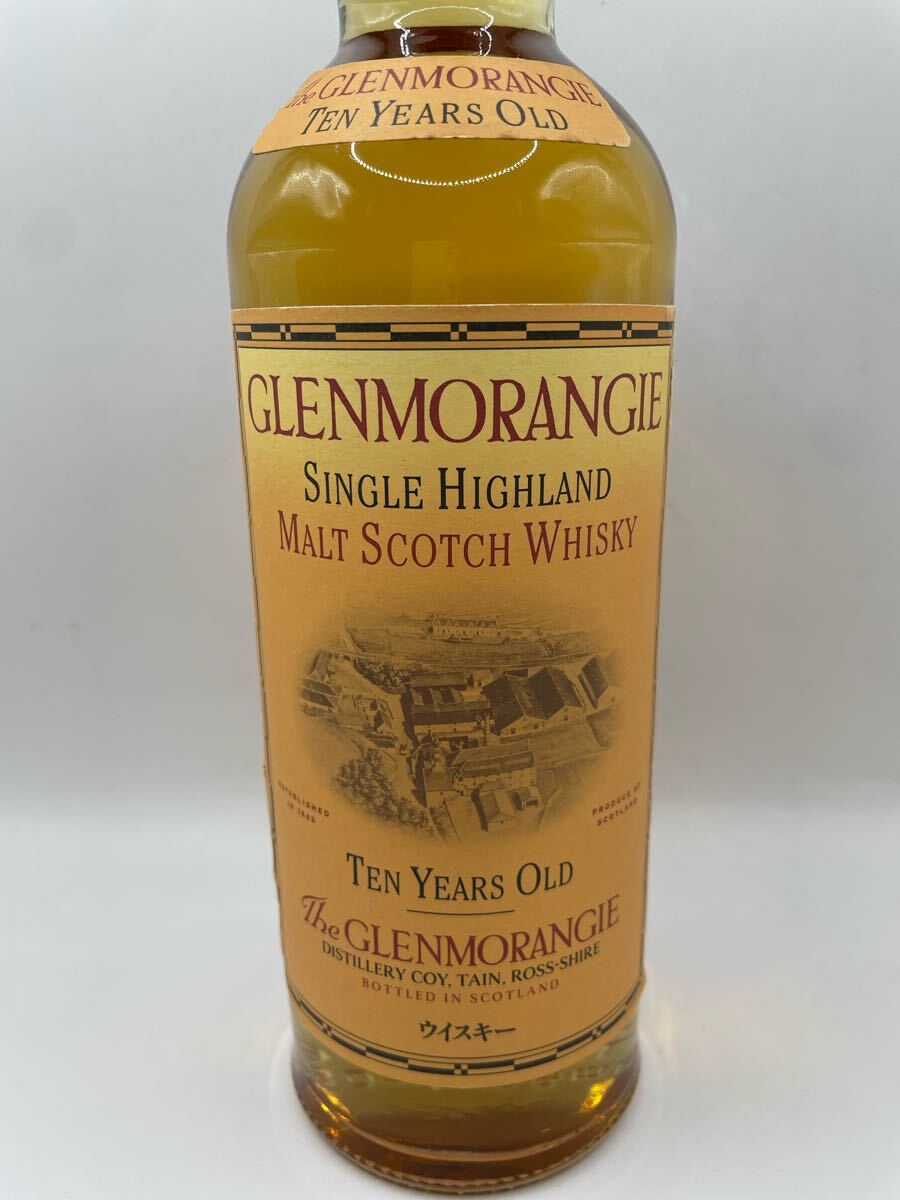 The GLENMORANGIE
TEN YEARS OLD
GLENMORANGIE
SINGLE HIGHLAND
MALT SCOTCH WHISKY
ESTABLISHED
IN 1843
PRODUCE OF
SCOTLAND
TEN YEARS OLD
The GLENMORANGIE
DISTILLERY COY, TAIN, ROSS-SHIRE
BOTTLED IN SCOTLAND
ウイスキー